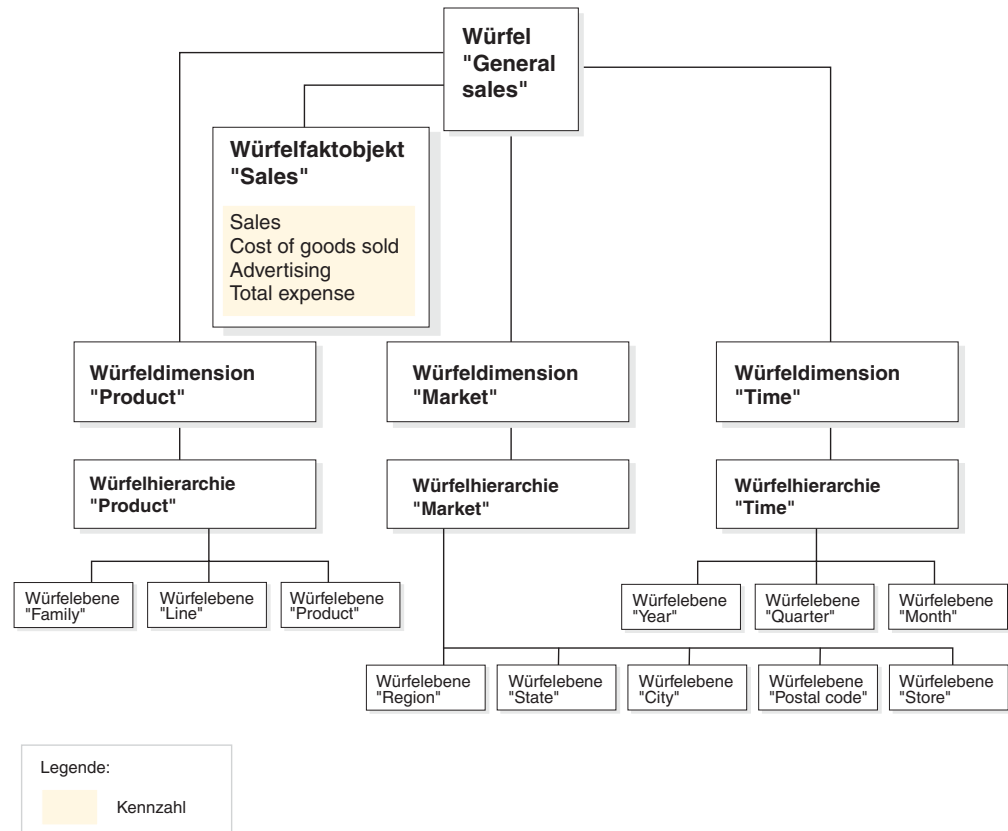 Würfel
"General
sales"
Würfelfaktobjekt
"Sales"
Sales
Cost of goods sold
Advertising
Total expense
Würfeldimension
"Product"
Würfeldimension
"Market"
Würfeldimension
"Time"
Würfelhierarchie
"Product"
Würfelhierarchie
"Market"
Würfelhierarchie
"Time"
Würfelebene
"Family"
Würfelebene
"Line"
Würfelebene
"Product"
Würfelebene
"Year"
Würfelebene
"Quarter"
Würfelebene
"Month"
Würfelebene
"Region"
Würfelebene
"State"
Würfelebene
"City"
Würfelebene
"Postal code"
Würfelebene
"Store"
Legende:
Kennzahl